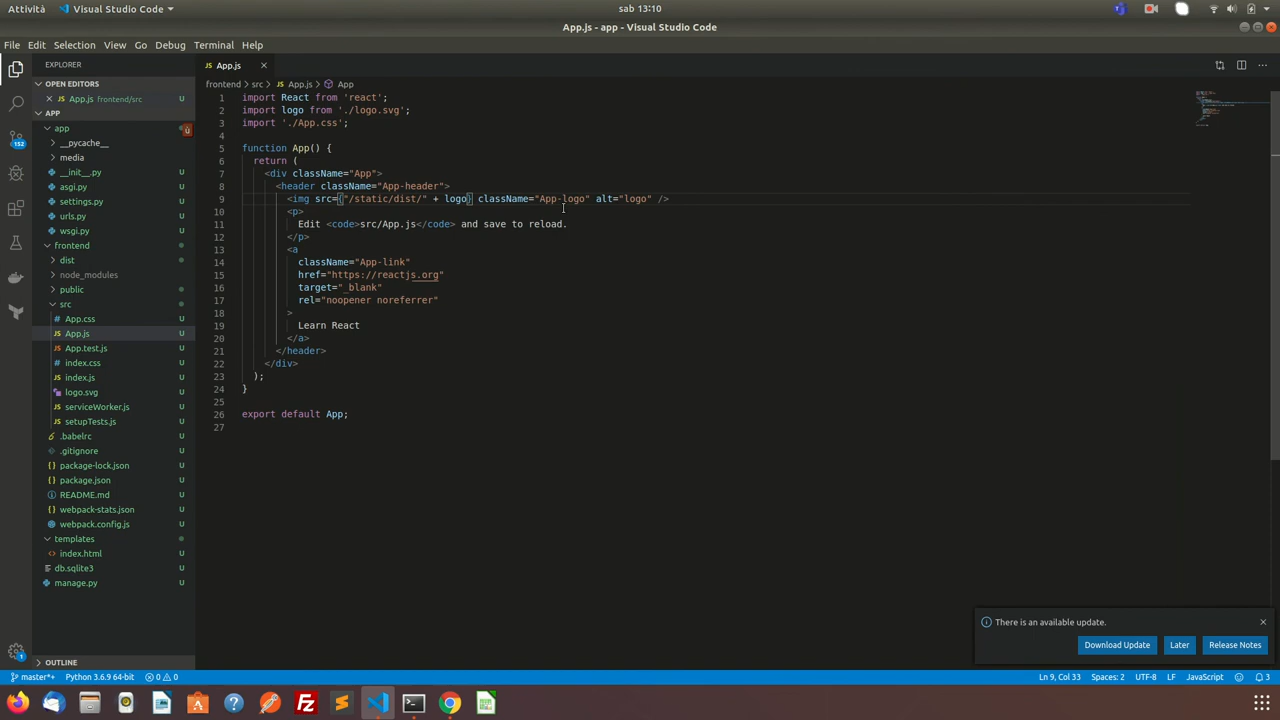 Attività
Visual Studio Code
sab 13∶10
App.js - app - Visual Studio Code
File Edit Selection View Go Debug Terminal Help
EXPLORER
OPEN EDITORS
App.js frontend/src U
APP
app
__pycache__
media
__init__.py U
asgi.py U
settings.py U
urls.py U
wsgi.py U
frontend
dist
node_modules
public
src
App.css U
App.js U
App.test.js U
index.css U
index.js U
logo.svg U
serviceWorker.js U
setupTests.js U
.babelrc U
.gitignore U
package-lock.json U
package.json U
README.md U
webpack-stats.json U
webpack.config.js U
templates
index.html U
db.sqlite3 U
manage.py U
OUTLINE
152
1
App.js
frontend > src > App.js > App
1 import React from 'react';
2 import logo from './logo.svg';
3 import './App.css';
4
5 function App() {
6 return (
7 <div className="App">
8 <header className="App-header">
9 <img src={"/static/dist/" + logo} className="App-logo" alt="logo" />
10 <p>
11 Edit <code>src/App.js</code> and save to reload.
12 </p>
13 <a
14 className="App-link"
15 href="https://reactjs.org"
16 target="_blank"
17 rel="noopener noreferrer"
18 >
19 Learn React
20 </a>
21 </header>
22 </div>
23 );
24 }
25
26 export default App;
27
There is an available update.
Download Update Later Release Notes
master*+ Python 3.6.9 64-bit 0 0 Ln 9, Col 33 Spaces: 2 UTF-8 LF JavaScript 3